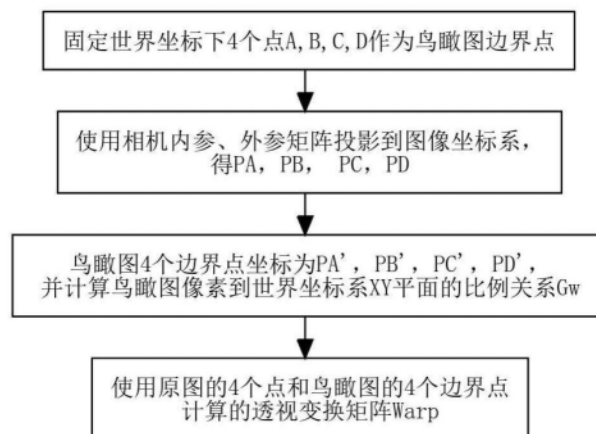 固定世界坐标下4个点A,B,C,D作为鸟瞰图边界点
使用相机内参、外参矩阵投影到图像坐标系，
得PA，PB， PC，PD
鸟瞰图4个边界点坐标为PA'，PB'，PC'，PD'，
并计算鸟瞰图像素到世界坐标系XY平面的比例关系Gw
使用原图的4个点和鸟瞰图的4个边界点
计算的透视变换矩阵Warp